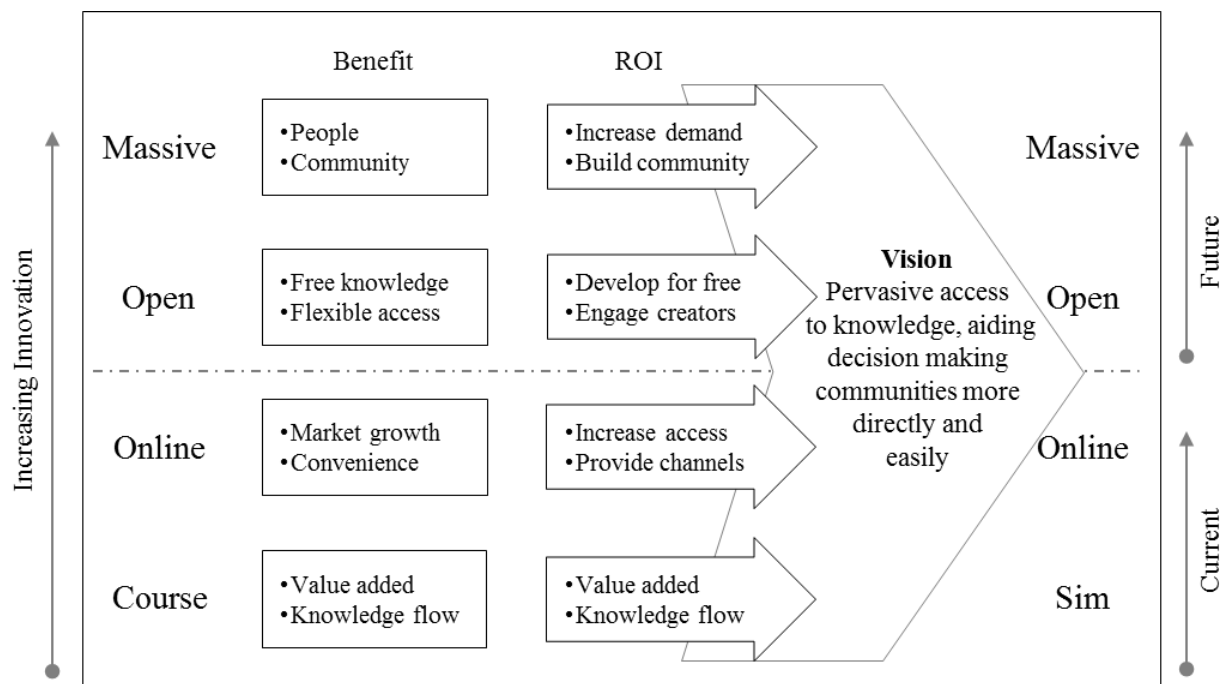 Benefit
ROI
Massive
•People
•Community
•Increase demand
•Build community
Massive
Open
•Free knowledge
•Flexible access
•Develop for free
•Engage creators
Vision
Pervasive access
to knowledge, aiding
decision making
communities more
directly and
easily
Open
Online
•Market growth
•Convenience
•Increase access
•Provide channels
Online
Course
•Value added
•Knowledge flow
•Value added
•Knowledge flow
Sim
Increasing Innovation
Future
Current